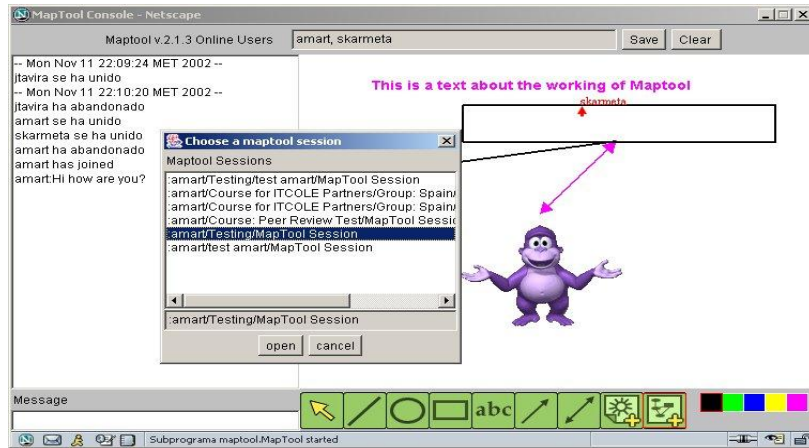 MapTool Console - Netscape
Maptool v.2.1.3 Online Users
amart, skarmeta
Save
Clear
-- Mon Nov 11 22:09:24 MET 2002 --
jtavira se ha unido
-- Mon Nov 11 22:10:20 MET 2002 --
jtavira ha abandonado
amart se ha unido
skarmeta se ha unido
amart ha abandonado
amart has joined
amart:Hi how are you?
This is a text about the working of Maptool
skarmeta
Choose a maptool session
Maptool Sessions
:amart/Testing/test amart/MapTool Session
:amart/Course for ITCOLE Partners/Group: Spain/
:amart/Course for ITCOLE Partners/Group: Spain/
:amart/Course: Peer Review Test/MapTool Sessi
:amart/Testing/MapTool Session
:amart/test amart/MapTool Session
:amart/Testing/MapTool Session
open
cancel
Message
abc
Subprograma maptool.MapTool started